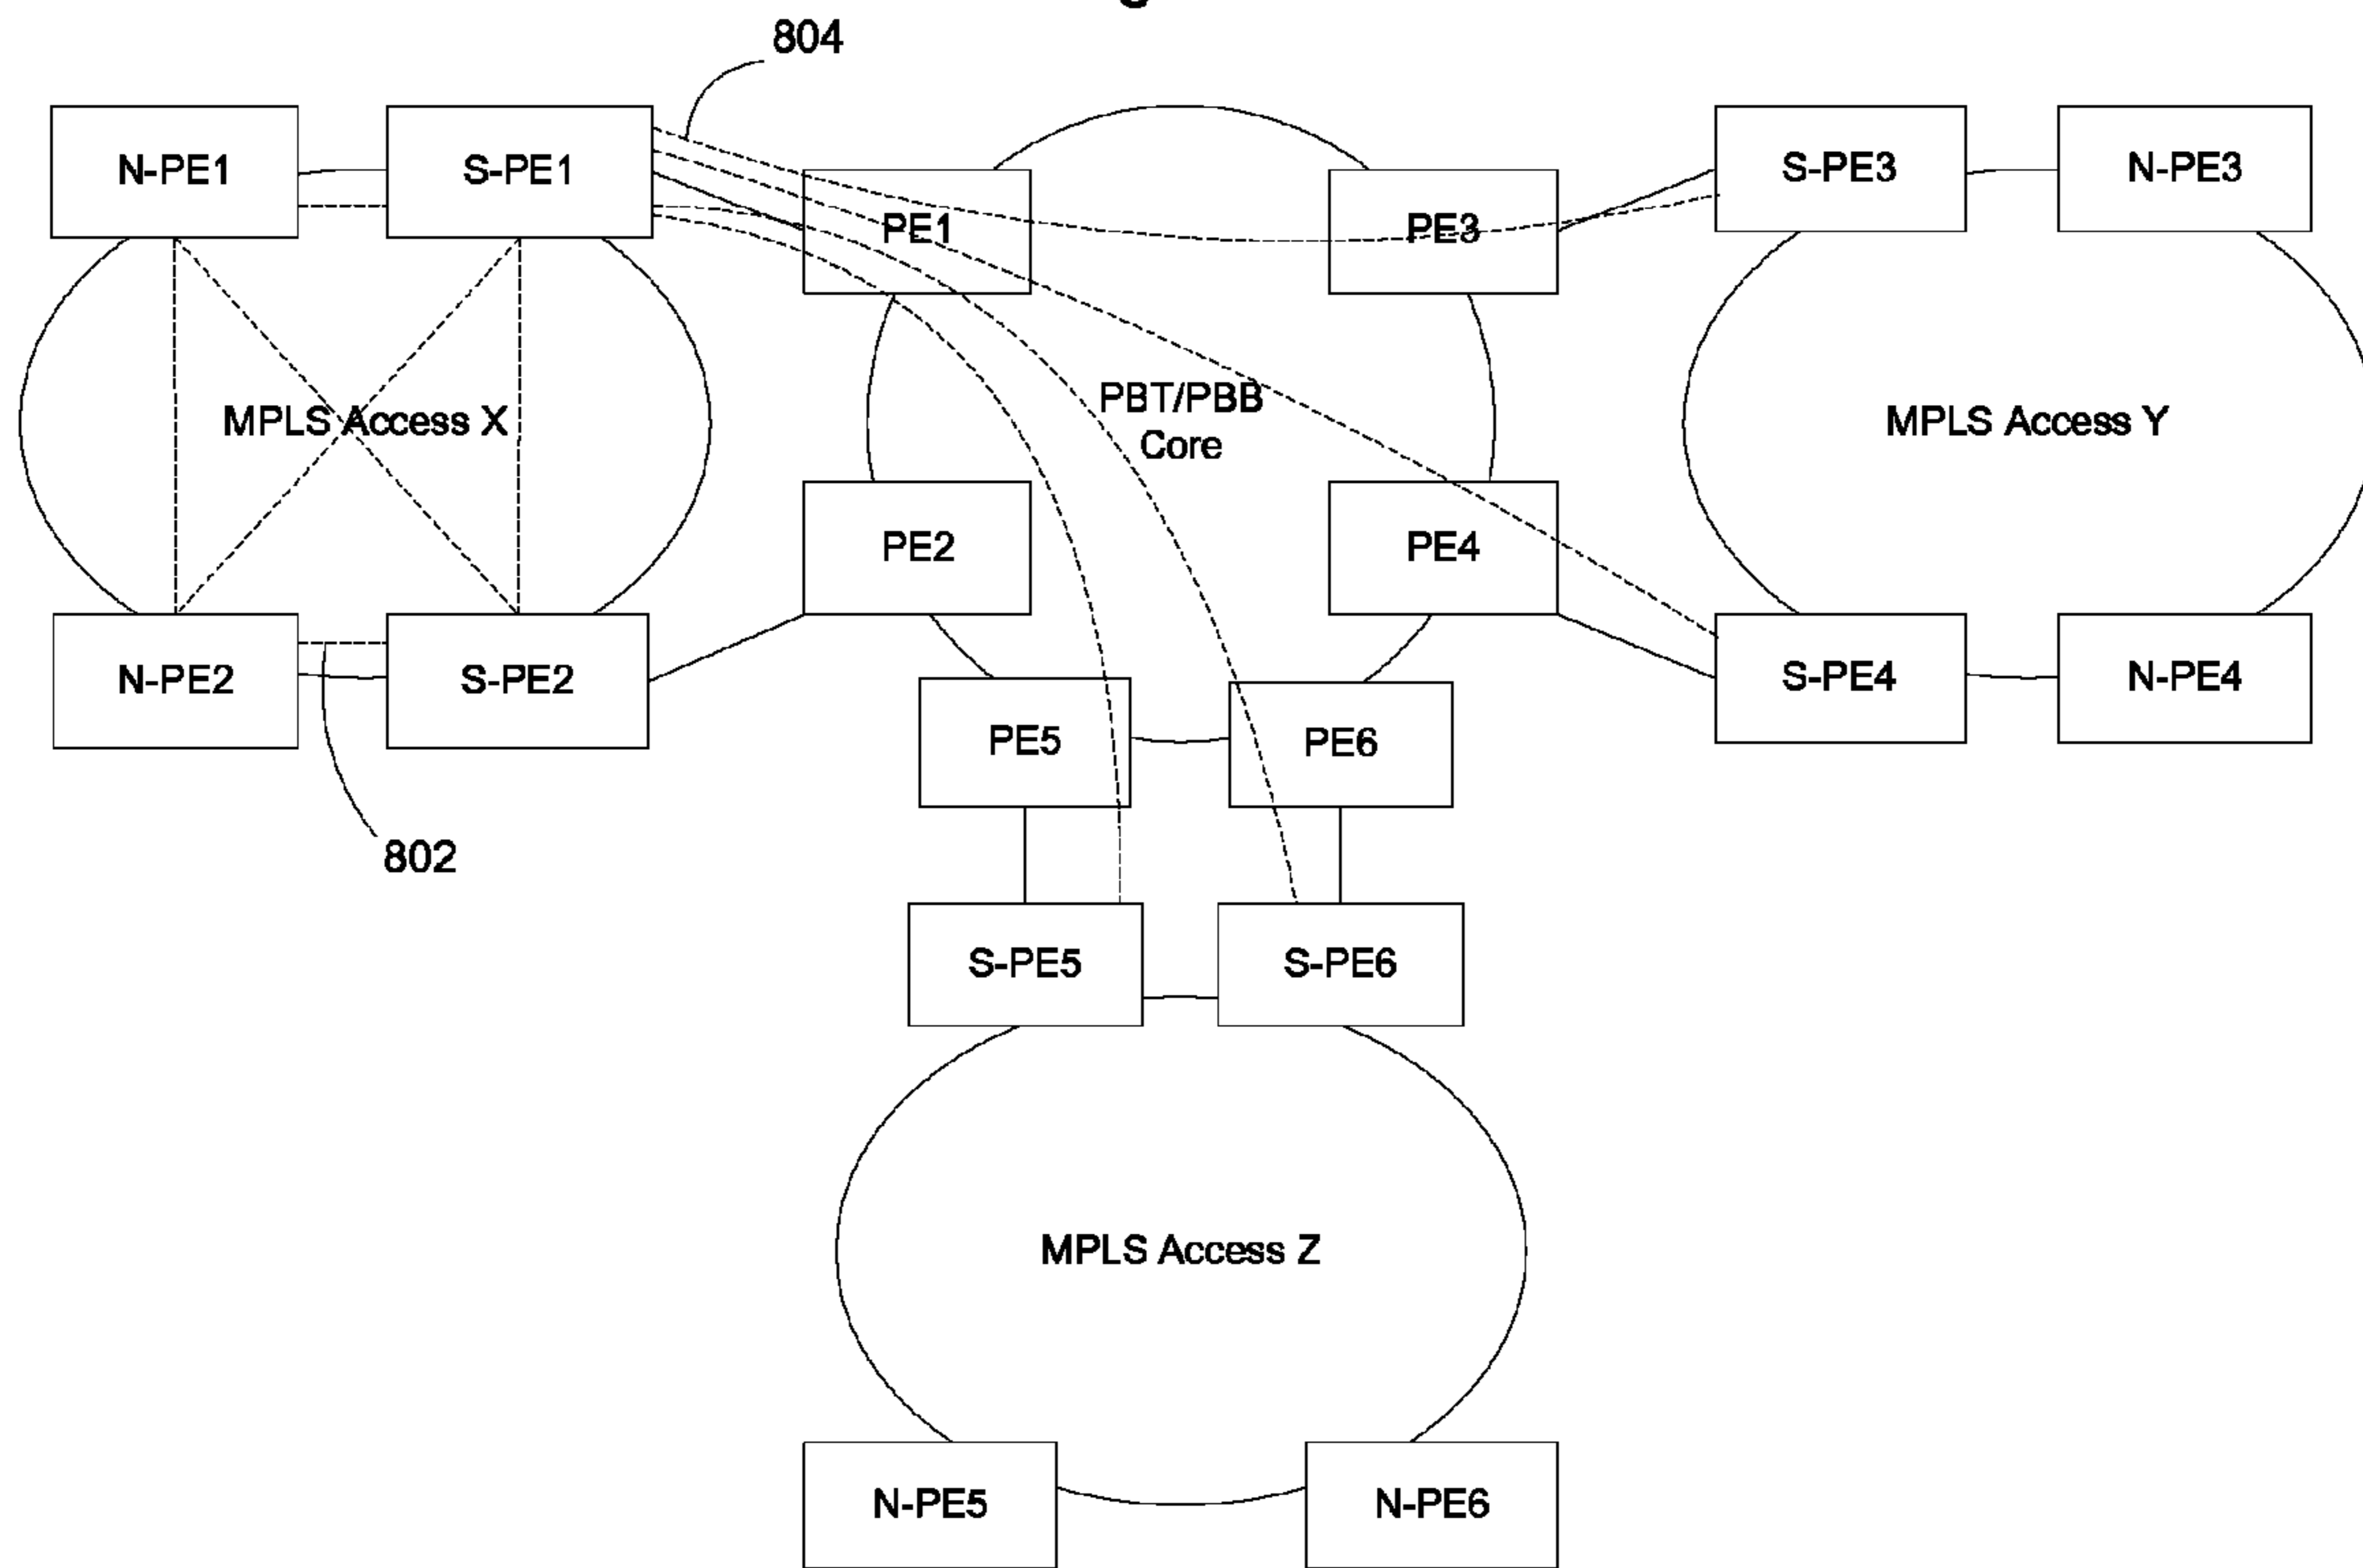 804
N-PE1
S-PE1
PE1
PE3
S-PE3
N-PE3
MPLS Access X
PBT/PBB
Core
MPLS Access Y
PE2
PE4
N-PE2
S-PE2
S-PE4
N-PE4
PE5
PE6
802
S-PE5
S-PE6
MPLS Access Z
N-PE5
N-PE6